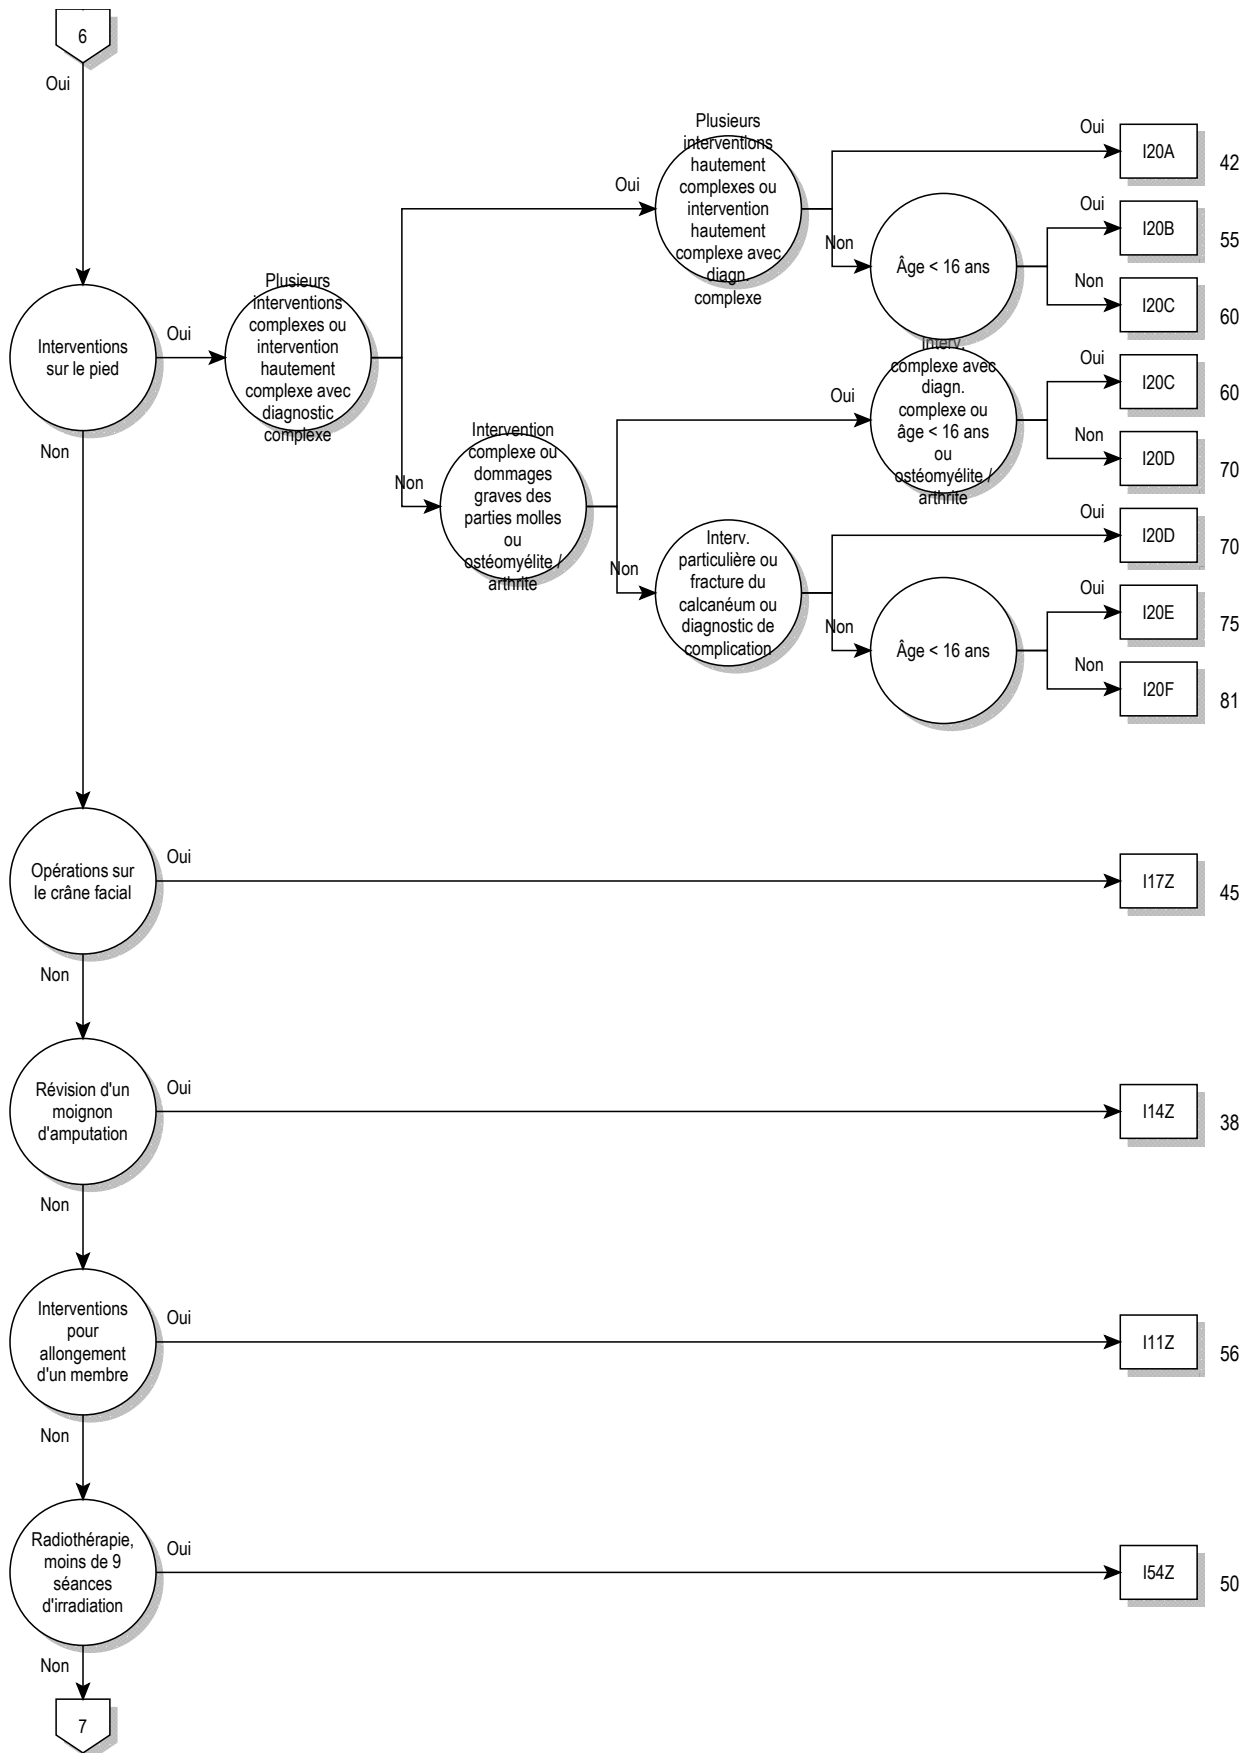 6
Oui
Plusieurs
interventions
hautement
complexes ou
intervention
hautement
complexe avec
diagn.
complexe
Oui
Oui
I20A
42
Non
Âge < 16 ans
Oui
I20B
55
Non
I20C
60
Interventions
sur le pied
Oui
Plusieurs
interventions
complexes ou
intervention
hautement
complexe avec
diagnostic
complexe
Interv.
complexe avec
diagn.
complexe ou
âge < 16 ans
ou
ostéomyélite /
arthrite
Oui
Oui
I20C
60
Non
I20D
70
Non
Non
Intervention
complexe ou
dommages
graves des
parties molles
ou
ostéomyélite /
arthrite
Non
Interv.
particulière ou
fracture du
calcanéum ou
diagnostic de
complication
Oui
I20D
70
Non
Âge < 16 ans
Oui
I20E
75
Non
I20F
81
Opérations sur
le crâne facial
Oui
I17Z
45
Non
Révision d'un
moignon
d'amputation
Oui
I14Z
38
Non
Interventions
pour
allongement
d'un membre
Oui
I11Z
56
Non
Radiothérapie,
moins de 9
séances
d'irradiation
Oui
I54Z
50
Non
7